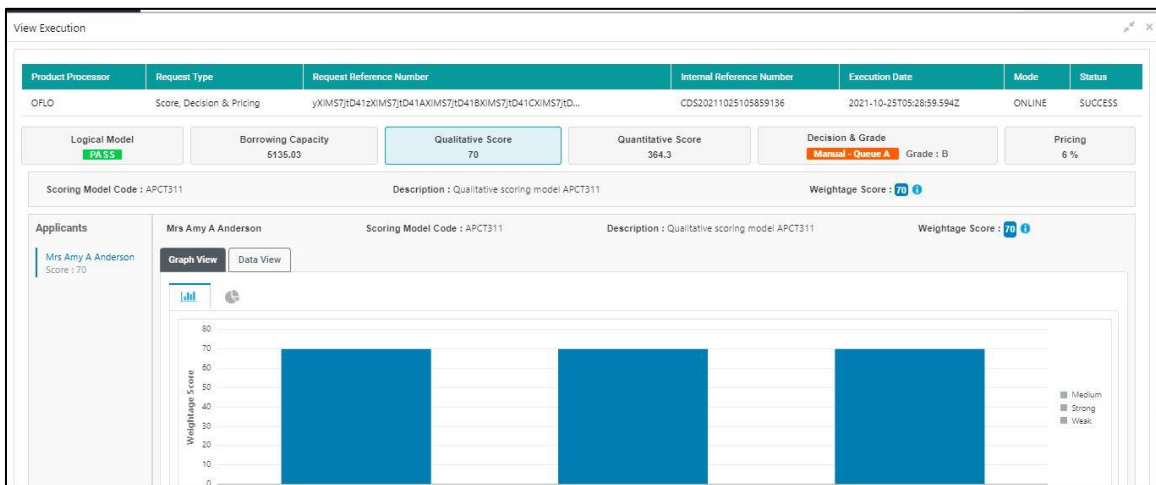 View Execution
Product Processor Request Type Request Reference Number Internal Reference Number Execution Date Mode Status
OFLO Score, Decision & Pricing yXIMS7jtD41zXIMS7jtD41AXIMS7jtD41BXIMS7jtD41CXIMS7jtD... CDS20211025105859136 2021-10-25T05:28:59.594Z ONLINE SUCCESS
Logical Model Borrowing Capacity Qualitative Score Quantitative Score Decision & Grade Pricing
PASS 5135.03 70 364.3 Manual - Queue A Grade : B 6 %
Scoring Model Code : APCT311 Description : Qualitative scoring model APCT311 Weightage Score : 70
Applicants Mrs Amy A Anderson Scoring Model Code : APCT311 Description : Qualitative scoring model APCT311 Weightage Score : 70
Mrs Amy A Anderson
Score : 70
Graph View Data View
Weightage Score
80
70
60
50
40
30
20
10
0
Medium
Strong
Weak